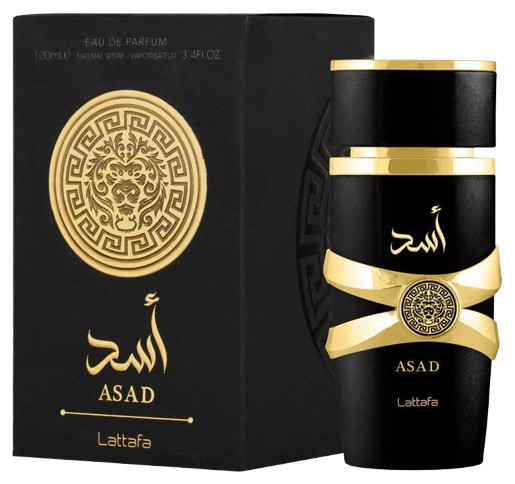 EAU DE PARFUM
100ml ℮ NATURAL SPRAY - VAPORISATEUR 3.4FL.OZ.
أسد
ASAD
Lattafa
أسد
ASAD
Lattafa